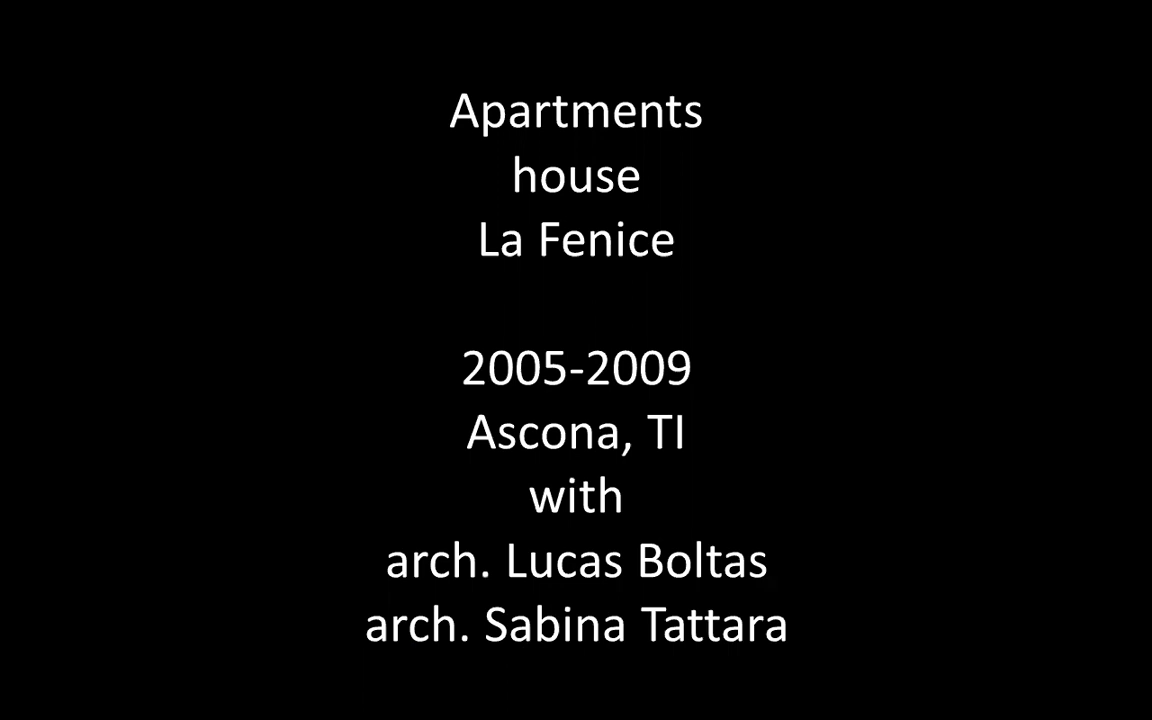 Apartments
house
La Fenice
2005-2009
Ascona, TI
with
arch. Lucas Boltas
arch. Sabina Tattara